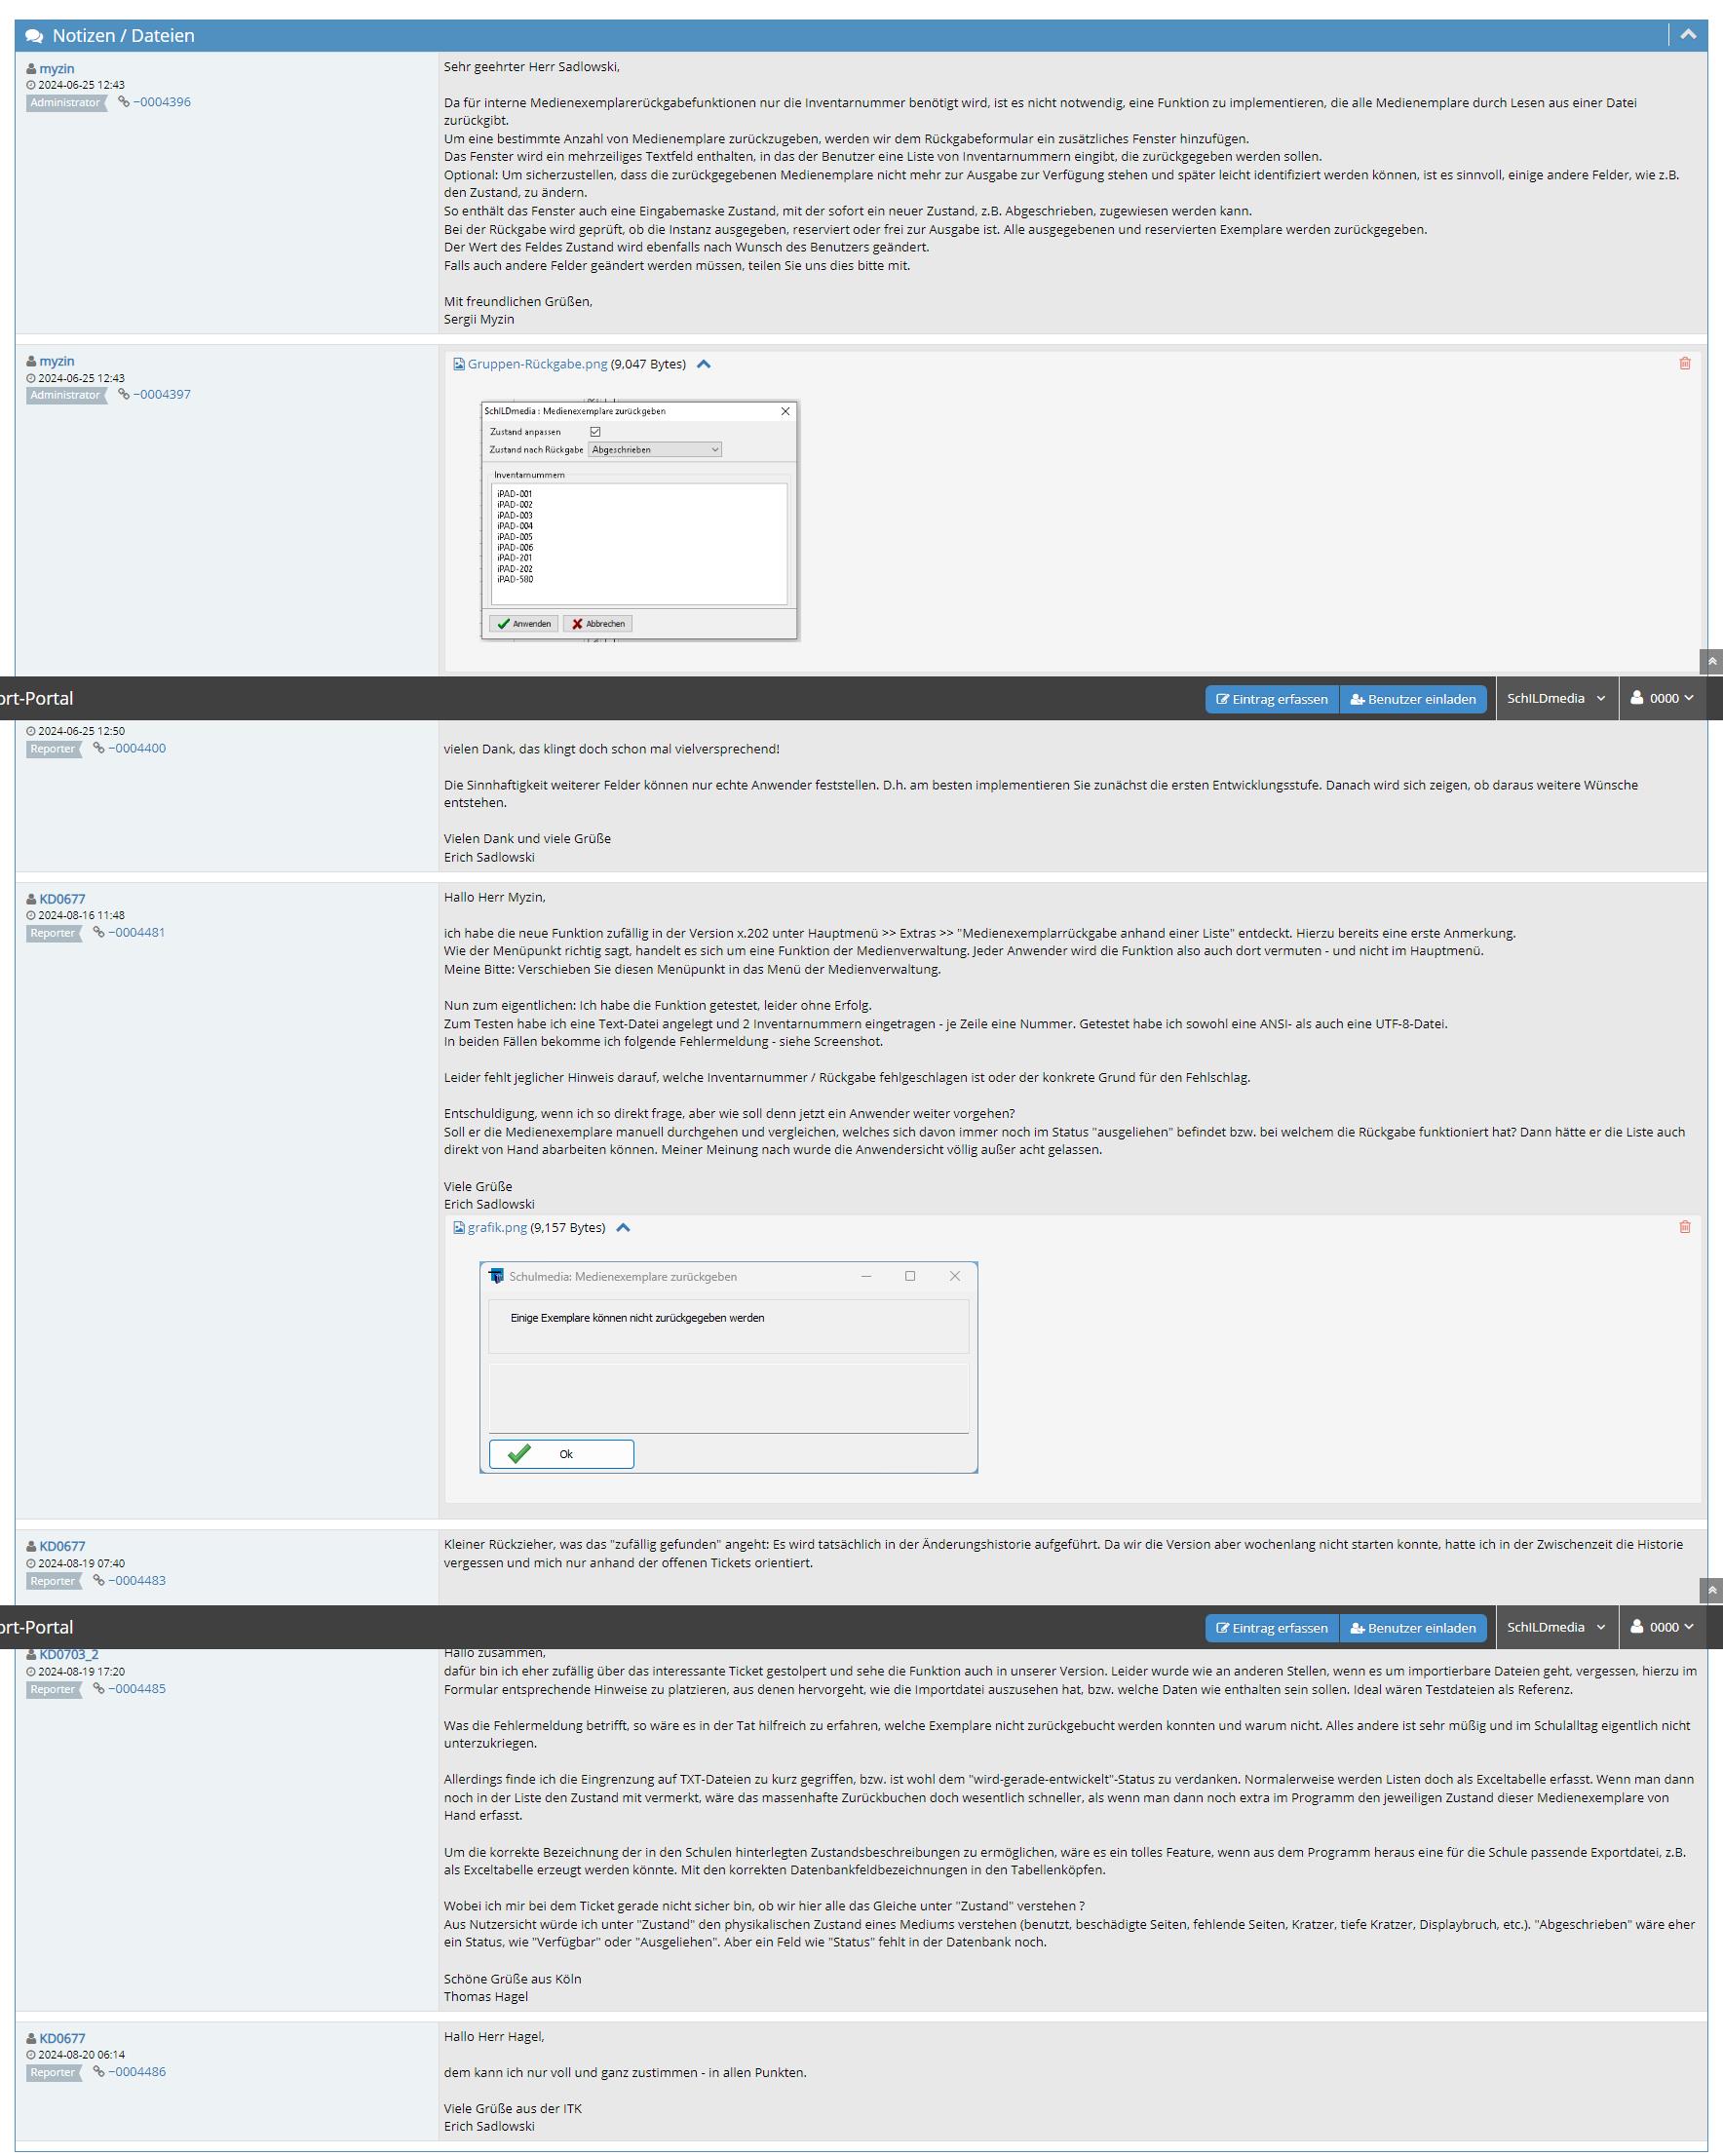 Notizen / Dateien
myzin
2024-06-25 12:43
Administrator ~0004396
Sehr geehrter Herr Sadlowski,
Da für interne Medienexemplarerückgabefunktionen nur die Inventarnummer benötigt wird, ist es nicht notwendig, eine Funktion zu implementieren, die alle Medienemplare durch Lesen aus einer Datei
zurückgibt.
Um eine bestimmte Anzahl von Medienemplare zurückzugeben, werden wir dem Rückgabeformular ein zusätzliches Fenster hinzufügen.
Das Fenster wird ein mehrzeiliges Textfeld enthalten, in das der Benutzer eine Liste von Inventarnummern eingibt, die zurückgegeben werden sollen.
Optional: Um sicherzustellen, dass die zurückgegebenen Medienemplare nicht mehr zur Ausgabe zur Verfügung stehen und später leicht identifiziert werden können, ist es sinnvoll, einige andere Felder, wie z.B.
den Zustand, zu ändern.
So enthält das Fenster auch eine Eingabemaske Zustand, mit der sofort ein neuer Zustand, z.B. Abgeschrieben, zugewiesen werden kann.
Bei der Rückgabe wird geprüft, ob die Instanz ausgegeben, reserviert oder frei zur Ausgabe ist. Alle ausgegebenen und reservierten Exemplare werden zurückgegeben.
Der Wert des Feldes Zustand wird ebenfalls nach Wunsch des Benutzers geändert.
Falls auch andere Felder geändert werden müssen, teilen Sie uns dies bitte mit.
Mit freundlichen Grüßen,
Sergii Myzin
myzin
2024-06-25 12:43
Administrator ~0004397
Gruppen-Rückgabe.png (9,047 Bytes)
SchILDmedia : Medienexemplare zurückgeben
Zustand anpassen
Zustand nach Rückgabe Abgeschrieben
Inventarnummern
iPAD-001
iPAD-002
iPAD-003
iPAD-004
iPAD-005
iPAD-006
iPAD-201
iPAD-202
iPAD-580
Anwenden Abbrechen
ort-Portal Eintrag erfassen Benutzer einladen SchILDmedia 0000
2024-06-25 12:50
Reporter ~0004400
vielen Dank, das klingt doch schon mal vielversprechend!
Die Sinnhaftigkeit weiterer Felder können nur echte Anwender feststellen. D.h. am besten implementieren Sie zunächst die ersten Entwicklungsstufe. Danach wird sich zeigen, ob daraus weitere Wünsche
entstehen.
Vielen Dank und viele Grüße
Erich Sadlowski
KD0677
2024-08-16 11:48
Reporter ~0004481
Hallo Herr Myzin,
ich habe die neue Funktion zufällig in der Version x.202 unter Hauptmenü >> Extras >> "Medienexemplarrückgabe anhand einer Liste" entdeckt. Hierzu bereits eine erste Anmerkung.
Wie der Menüpunkt richtig sagt, handelt es sich um eine Funktion der Medienverwaltung. Jeder Anwender wird die Funktion also auch dort vermuten - und nicht im Hauptmenü.
Meine Bitte: Verschieben Sie diesen Menüpunkt in das Menü der Medienverwaltung.
Nun zum eigentlichen: Ich habe die Funktion getestet, leider ohne Erfolg.
Zum Testen habe ich eine Text-Datei angelegt und 2 Inventarnummern eingetragen - je Zeile eine Nummer. Getestet habe ich sowohl eine ANSI- als auch eine UTF-8-Datei.
In beiden Fällen bekomme ich folgende Fehlermeldung - siehe Screenshot.
Leider fehlt jeglicher Hinweis darauf, welche Inventarnummer / Rückgabe fehlgeschlagen ist oder der konkrete Grund für den Fehlschlag.
Entschuldigung, wenn ich so direkt frage, aber wie soll denn jetzt ein Anwender weiter vorgehen?
Soll er die Medienexemplare manuell durchgehen und vergleichen, welches sich davon immer noch im Status "ausgeliehen" befindet bzw. bei welchem die Rückgabe funktioniert hat? Dann hätte er die Liste auch
direkt von Hand abarbeiten können. Meiner Meinung nach wurde die Anwendersicht völlig außer acht gelassen.
Viele Grüße
Erich Sadlowski
grafik.png (9,157 Bytes)
Schulmedia: Medienexemplare zurückgeben
Einige Exemplare können nicht zurückgegeben werden
Ok
KD0677
2024-08-19 07:40
Reporter ~0004483
Kleiner Rückzieher, was das "zufällig gefunden" angeht: Es wird tatsächlich in der Änderungshistorie aufgeführt. Da wir die Version aber wochenlang nicht starten konnte, hatte ich in der Zwischenzeit die Historie
vergessen und mich nur anhand der offenen Tickets orientiert.
ort-Portal Eintrag erfassen Benutzer einladen SchILDmedia 0000
KD0703_2
2024-08-19 17:20
Reporter ~0004485
Hallo zusammen,
dafür bin ich eher zufällig über das interessante Ticket gestolpert und sehe die Funktion auch in unserer Version. Leider wurde wie an anderen Stellen, wenn es um importierbare Dateien geht, vergessen, hierzu im
Formular entsprechende Hinweise zu platzieren, aus denen hervorgeht, wie die Importdatei auszusehen hat, bzw. welche Daten wie enthalten sein sollen. Ideal wären Testdateien als Referenz.
Was die Fehlermeldung betrifft, so wäre es in der Tat hilfreich zu erfahren, welche Exemplare nicht zurückgebucht werden konnten und warum nicht. Alles andere ist sehr müßig und im Schulalltag eigentlich nicht
unterzukriegen.
Allerdings finde ich die Eingrenzung auf TXT-Dateien zu kurz gegriffen, bzw. ist wohl dem "wird-gerade-entwickelt"-Status zu verdanken. Normalerweise werden Listen doch als Exceltabelle erfasst. Wenn man dann
noch in der Liste den Zustand mit vermerkt, wäre das massenhafte Zurückbuchen doch wesentlich schneller, als wenn man dann noch extra im Programm den jeweiligen Zustand dieser Medienexemplare von
Hand erfasst.
Um die korrekte Bezeichnung der in den Schulen hinterlegten Zustandsbeschreibungen zu ermöglichen, wäre es ein tolles Feature, wenn aus dem Programm heraus eine für die Schule passende Exportdatei, z.B.
als Exceltabelle erzeugt werden könnte. Mit den korrekten Datenbankfeldbezeichnungen in den Tabellenköpfen.
Wobei ich mir bei dem Ticket gerade nicht sicher bin, ob wir hier alle das Gleiche unter "Zustand" verstehen ?
Aus Nutzersicht würde ich unter "Zustand" den physikalischen Zustand eines Mediums verstehen (benutzt, beschädigte Seiten, fehlende Seiten, Kratzer, tiefe Kratzer, Displaybruch, etc.). "Abgeschrieben" wäre eher
ein Status, wie "Verfügbar" oder "Ausgeliehen". Aber ein Feld wie "Status" fehlt in der Datenbank noch.
Schöne Grüße aus Köln
Thomas Hagel
KD0677
2024-08-20 06:14
Reporter ~0004486
Hallo Herr Hagel,
dem kann ich nur voll und ganz zustimmen - in allen Punkten.
Viele Grüße aus der ITK
Erich Sadlowski